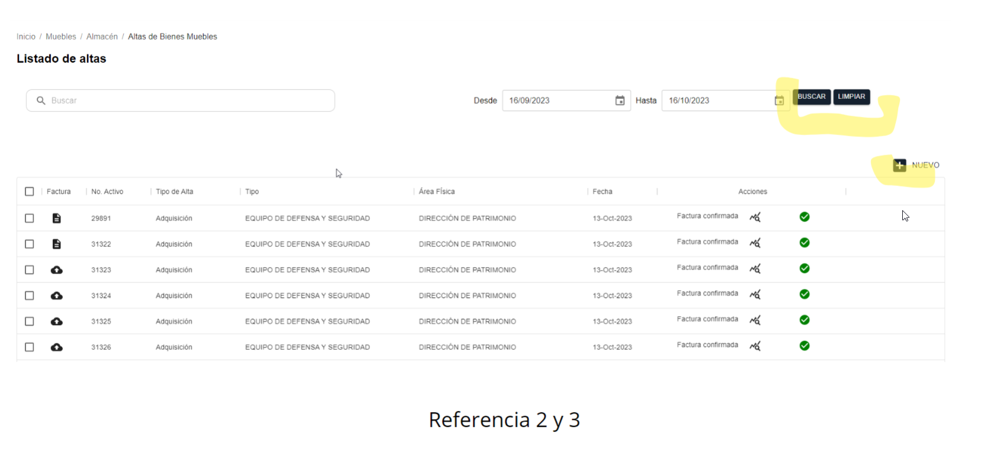 Inicio / Muebles / Almacén / Altas de Bienes Muebles
Listado de altas
Buscar Desde 16/09/2023 Hasta 16/10/2023 BUSCAR LIMPIAR
NUEVO
Factura No. Activo Tipo de Alta Tipo Área Física Fecha Acciones
29891 Adquisición EQUIPO DE DEFENSA Y SEGURIDAD DIRECCIÓN DE PATRIMONIO 13-Oct-2023 Factura confirmada
31322 Adquisición EQUIPO DE DEFENSA Y SEGURIDAD DIRECCIÓN DE PATRIMONIO 13-Oct-2023 Factura confirmada
31323 Adquisición EQUIPO DE DEFENSA Y SEGURIDAD DIRECCIÓN DE PATRIMONIO 13-Oct-2023 Factura confirmada
31324 Adquisición EQUIPO DE DEFENSA Y SEGURIDAD DIRECCIÓN DE PATRIMONIO 13-Oct-2023 Factura confirmada
31325 Adquisición EQUIPO DE DEFENSA Y SEGURIDAD DIRECCIÓN DE PATRIMONIO 13-Oct-2023 Factura confirmada
31326 Adquisición EQUIPO DE DEFENSA Y SEGURIDAD DIRECCIÓN DE PATRIMONIO 13-Oct-2023 Factura confirmada
Referencia 2 y 3